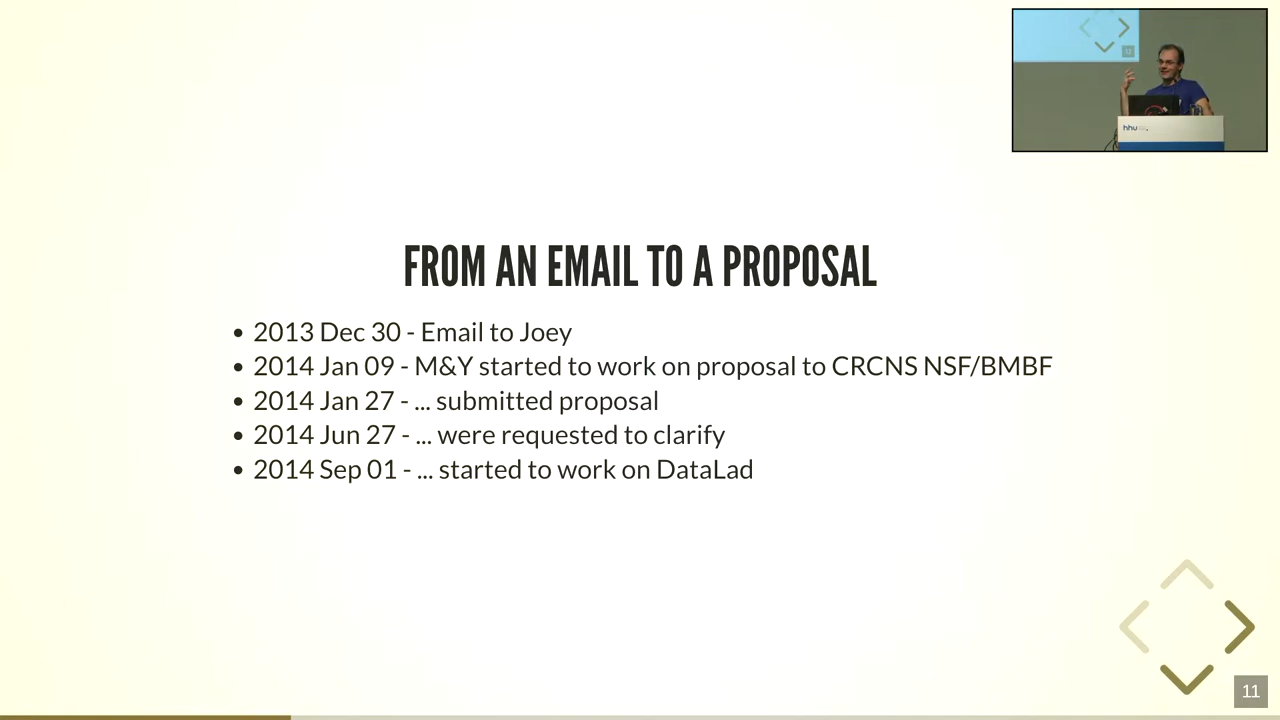 hhu
FROM AN EMAIL TO A PROPOSAL
2013 Dec 30 - Email to Joey
2014 Jan 09 - M&Y started to work on proposal to CRCNS NSF/BMBF
2014 Jan 27 - ... submitted proposal
2014 Jun 27 - ... were requested to clarify
2014 Sep 01 - ... started to work on DataLad
11